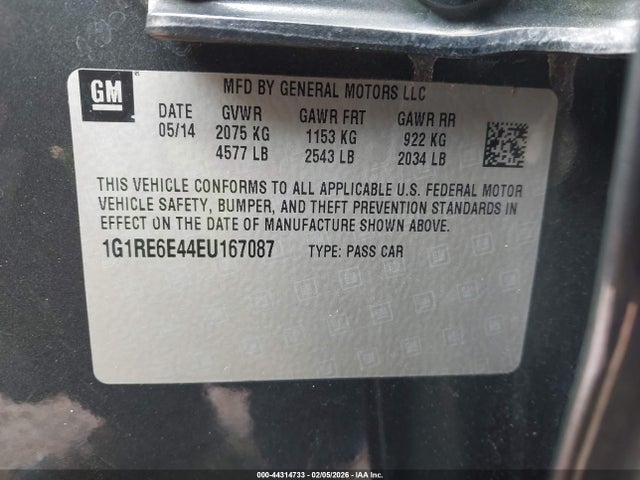 GM
MFD BY GENERAL MOTORS LLC
DATE GVWR GAWR FRT GAWR RR
05/14 2075 KG 1153 KG 922 KG
4577 LB 2543 LB 2034 LB
THIS VEHICLE CONFORMS TO ALL APPLICABLE U.S. FEDERAL MOTOR
VEHICLE SAFETY, BUMPER, AND THEFT PREVENTION STANDARDS IN
EFFECT ON THE DATE OF MANUFACTURE SHOWN ABOVE.
1G1RE6E44EU167087 TYPE: PASS CAR
000-44314733 - 02/05/2026 - IAA Inc.